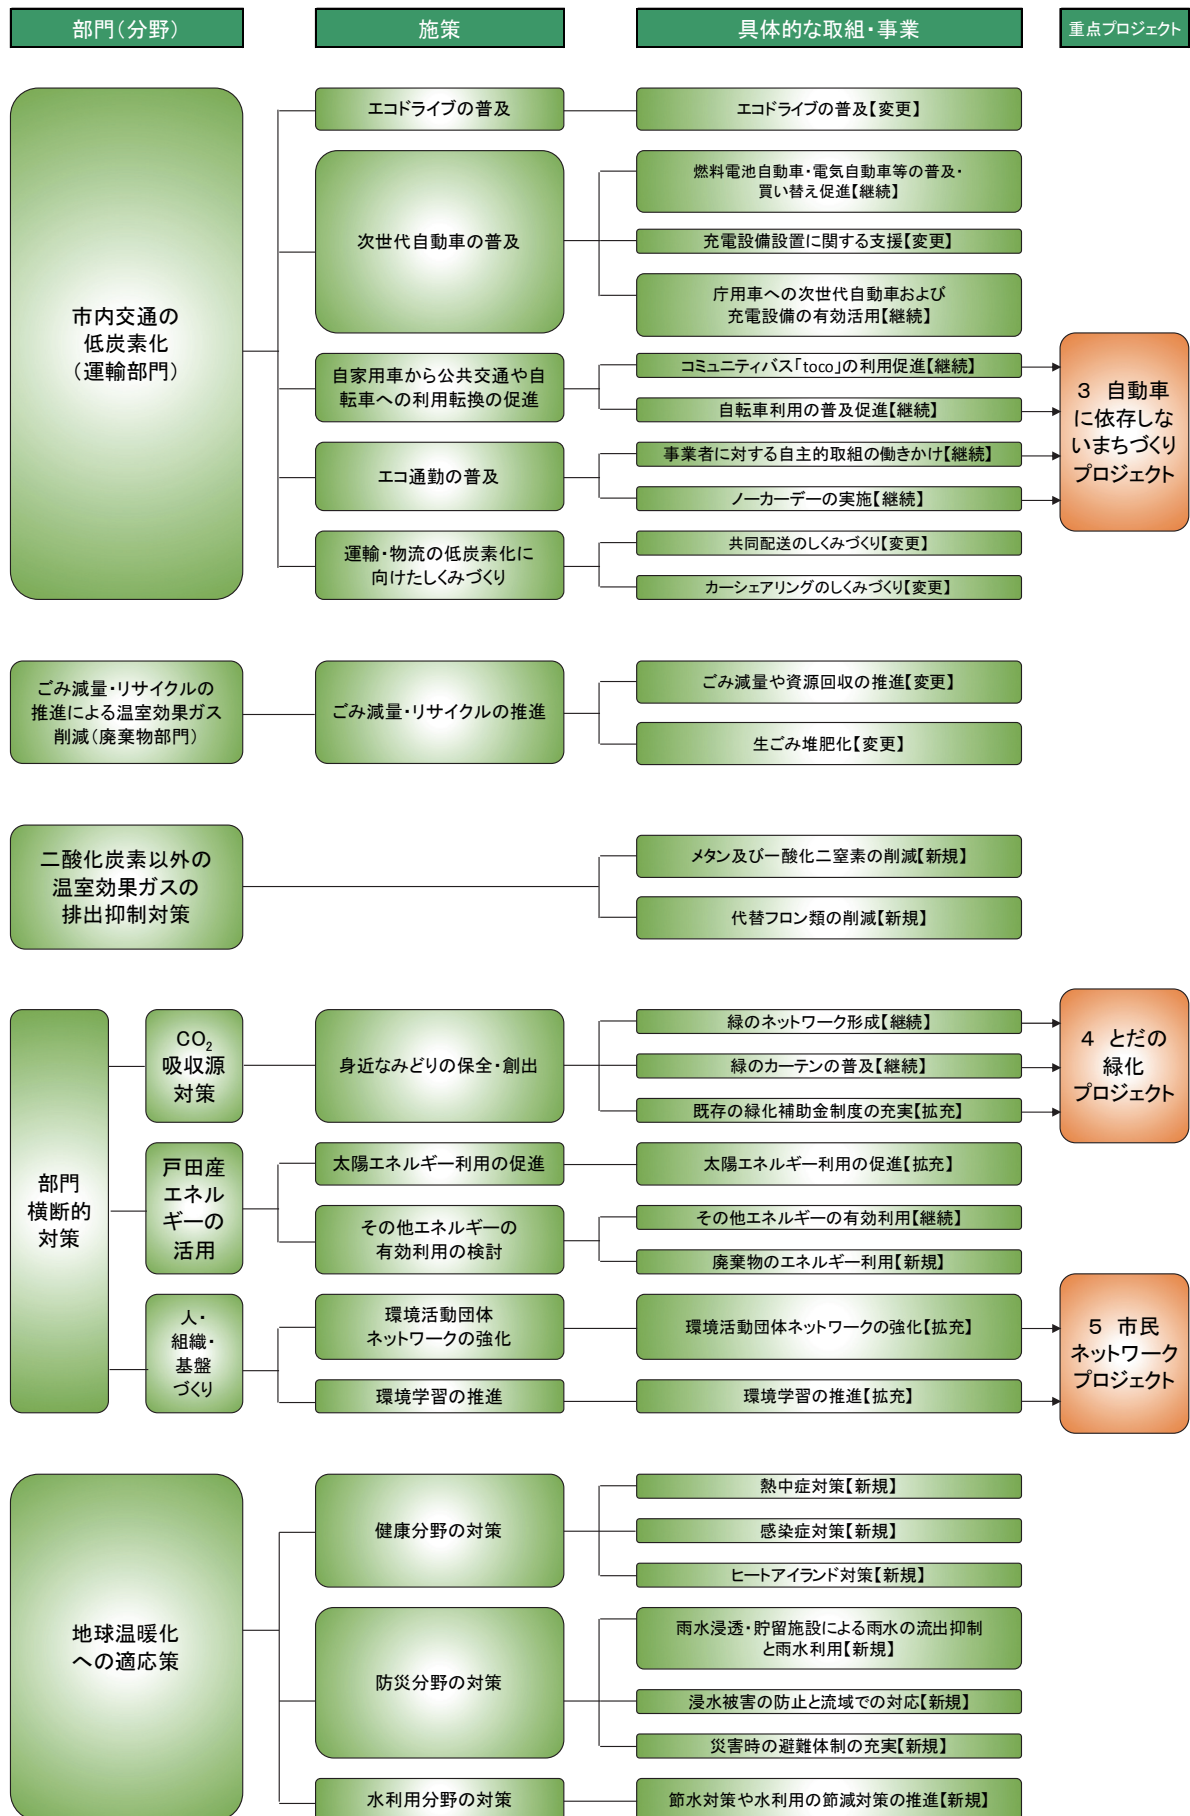 部門(分野)
施策
具体的な取組・事業
重点プロジェクト
市内交通の
低炭素化
(運輸部門)
エコドライブの普及
エコドライブの普及【変更】
次世代自動車の普及
燃料電池自動車・電気自動車等の普及・
買い替え促進【継続】
充電設備設置に関する支援【変更】
庁用車への次世代自動車および
充電設備の有効活用【継続】
自家用車から公共交通や自
転車への利用転換の促進
コミュニティバス「toco」の利用促進【継続】
自転車利用の普及促進【継続】
エコ通勤の普及
事業者に対する自主的取組の働きかけ【継続】
ノーカーデーの実施【継続】
運輸・物流の低炭素化に
向けたしくみづくり
共同配送のしくみづくり【変更】
カーシェアリングのしくみづくり【変更】
3 自動車
に依存しな
いまちづくり
プロジェクト
ごみ減量・リサイクルの
推進による温室効果ガス
削減(廃棄物部門)
ごみ減量・リサイクルの推進
ごみ減量や資源回収の推進【変更】
生ごみ堆肥化【変更】
二酸化炭素以外の
温室効果ガスの
排出抑制対策
メタン及び一酸化二窒素の削減【新規】
代替フロン類の削減【新規】
部門
横断的
対策
CO₂
吸収源
対策
身近なみどりの保全・創出
緑のネットワーク形成【継続】
緑のカーテンの普及【継続】
既存の緑化補助金制度の充実【拡充】
4 とだの
緑化
プロジェクト
戸田産
エネル
ギーの
活用
太陽エネルギー利用の促進
太陽エネルギー利用の促進【拡充】
その他エネルギーの
有効利用の検討
その他エネルギーの有効利用【継続】
廃棄物のエネルギー利用【新規】
人・
組織・
基盤
づくり
環境活動団体
ネットワークの強化
環境活動団体ネットワークの強化【拡充】
環境学習の推進
環境学習の推進【拡充】
5 市民
ネットワーク
プロジェクト
地球温暖化
への適応策
健康分野の対策
熱中症対策【新規】
感染症対策【新規】
ヒートアイランド対策【新規】
防災分野の対策
雨水浸透・貯留施設による雨水の流出抑制
と雨水利用【新規】
浸水被害の防止と流域での対応【新規】
災害時の避難体制の充実【新規】
水利用分野の対策
節水対策や水利用の節減対策の推進【新規】